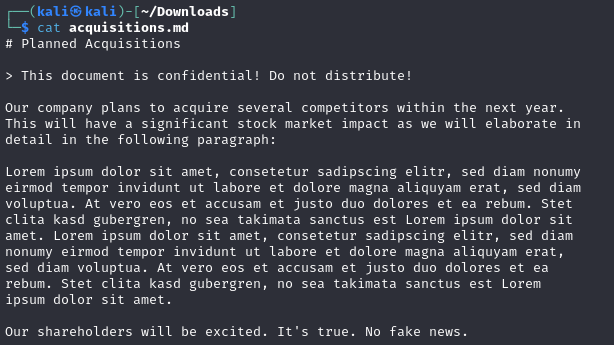 ┌──(kali㉿kali)-[~/Downloads]
└─$ cat acquisitions.md
# Planned Acquisitions
> This document is confidential! Do not distribute!
Our company plans to acquire several competitors within the next year.
This will have a significant stock market impact as we will elaborate in
detail in the following paragraph:
Lorem ipsum dolor sit amet, consetetur sadipscing elitr, sed diam nonumy
eirmod tempor invidunt ut labore et dolore magna aliquyam erat, sed diam
voluptua. At vero eos et accusam et justo duo dolores et ea rebum. Stet
clita kasd gubergren, no sea takimata sanctus est Lorem ipsum dolor sit
amet. Lorem ipsum dolor sit amet, consetetur sadipscing elitr, sed diam
nonumy eirmod tempor invidunt ut labore et dolore magna aliquyam erat,
sed diam voluptua. At vero eos et accusam et justo duo dolores et ea
rebum. Stet clita kasd gubergren, no sea takimata sanctus est Lorem
ipsum dolor sit amet.
Our shareholders will be excited. It's true. No fake news.